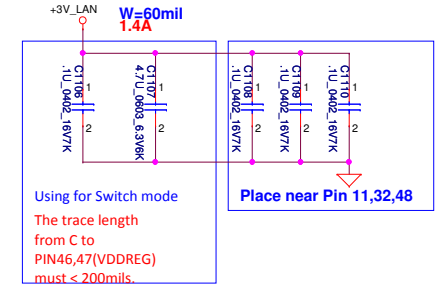 +3V_LAN
W=60mil
1.4A
C1106
.1U_0402_16V7K
1
2
C1107
4.7U_0603_6.3V6K
1
2
C1108
.1U_0402_16V7K
1
2
C1109
.1U_0402_16V7K
1
2
C1110
.1U_0402_16V7K
1
2
Using for Switch mode
The trace length
from C to
PIN46,47(VDDREG)
must < 200mils.
Place near Pin 11,32,48